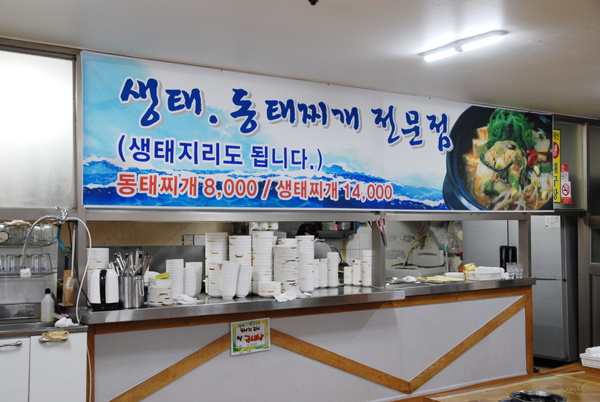 생태.동태찌개 전문점
(생태지리도 됩니다.)
동태찌개 8,000 / 생태찌개 14,000